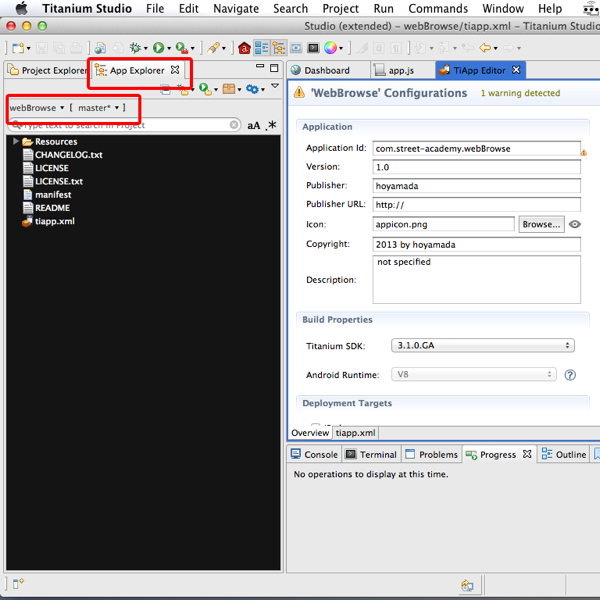 Titanium Studio File Edit Navigate Search Project Commands Window Help
Studio (extended) – webBrowse/tiapp.xml – Titanium Studio
Project Explorer App Explorer
Dashboard app.js TiApp Editor
webBrowse [ master* ]
Type text to search in Project aA .*
Resources
CHANGELOG.txt
LICENSE
LICENSE.txt
manifest
README
tiapp.xml
'WebBrowse' Configurations 1 warning detected
Application
Application Id: com.street-academy.webBrowse
Version: 1.0
Publisher: hoyamada
Publisher URL: http://
Icon: appicon.png Browse...
Copyright: 2013 by hoyamada
Description: not specified
Build Properties
Titanium SDK: 3.1.0.GA
Android Runtime: V8 ?
Deployment Targets
Overview tiapp.xml
Console Terminal Problems Progress Outline
No operations to display at this time.